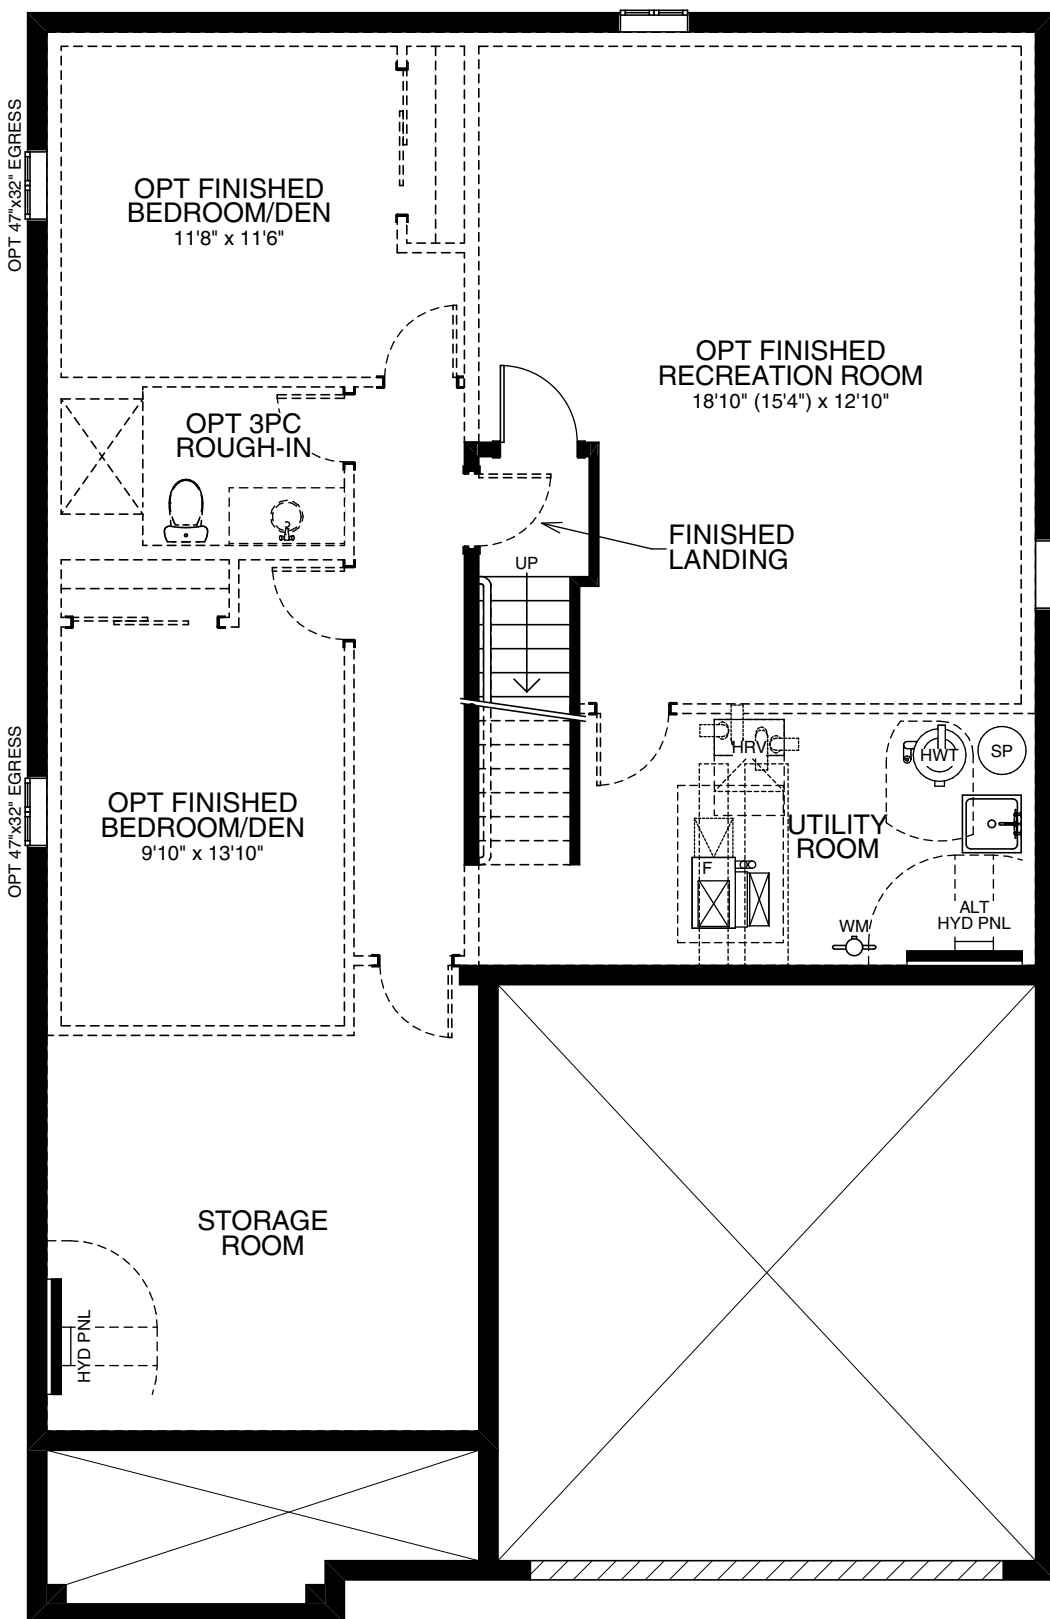 OPT 47"x32" EGRESS
OPT FINISHED
BEDROOM/DEN
11'8" x 11'6"
OPT FINISHED
RECREATION ROOM
18'10" (15'4") x 12'10"
OPT 3PC
ROUGH-IN
FINISHED
LANDING
UP
OPT 47"x32" EGRESS
OPT FINISHED
BEDROOM/DEN
9'10" x 13'10"
HRV
HWT
SP
UTILITY
ROOM
F
WM
ALT
HYD PNL
STORAGE
ROOM
HYD PNL